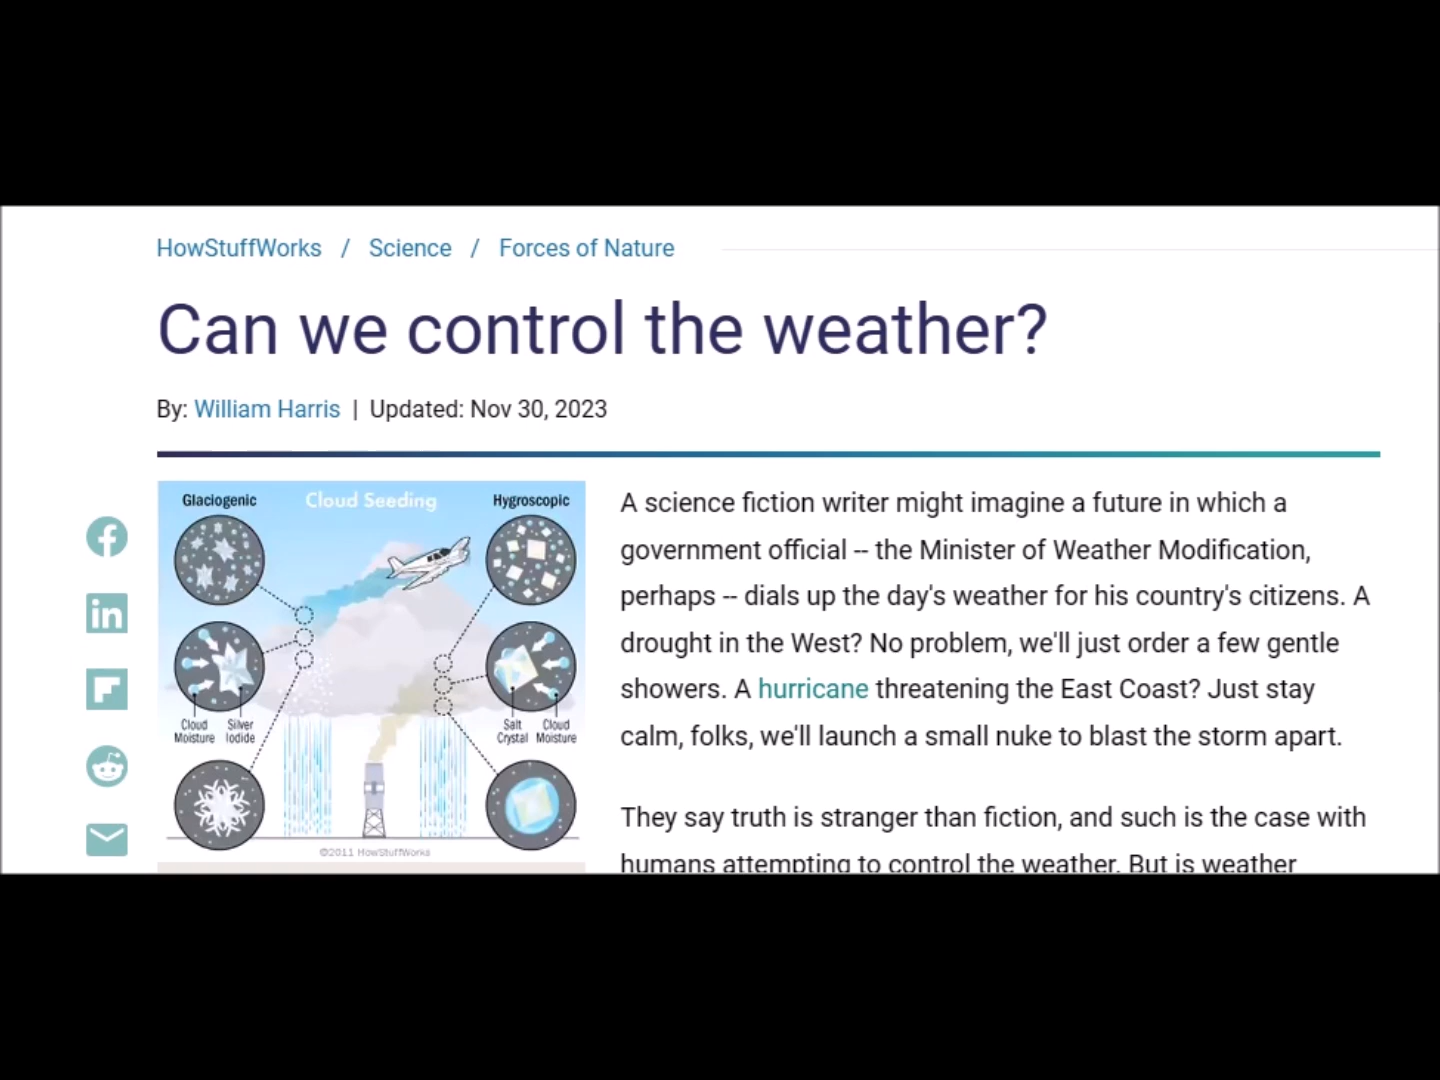 HowStuffWorks / Science / Forces of Nature
Can we control the weather?
By: William Harris | Updated: Nov 30, 2023
Glaciogenic Cloud Seeding Hygroscopic
Cloud Moisture
Silver Iodide
Salt Crystal
Cloud Moisture
©2011 HowStuffWorks
A science fiction writer might imagine a future in which a
government official -- the Minister of Weather Modification,
perhaps -- dials up the day's weather for his country's citizens. A
drought in the West? No problem, we'll just order a few gentle
showers. A hurricane threatening the East Coast? Just stay
calm, folks, we'll launch a small nuke to blast the storm apart.
They say truth is stranger than fiction, and such is the case with
humans attempting to control the weather. But is weather